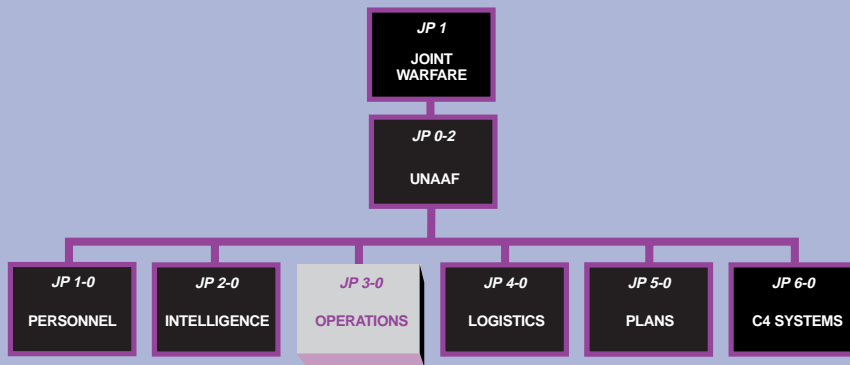 JP 1
JOINT
WARFARE
JP 0-2
UNAAF
JP 1-0
PERSONNEL
JP 2-0
INTELLIGENCE
JP 3-0
OPERATIONS
JP 4-0
LOGISTICS
JP 5-0
PLANS
JP 6-0
C4 SYSTEMS